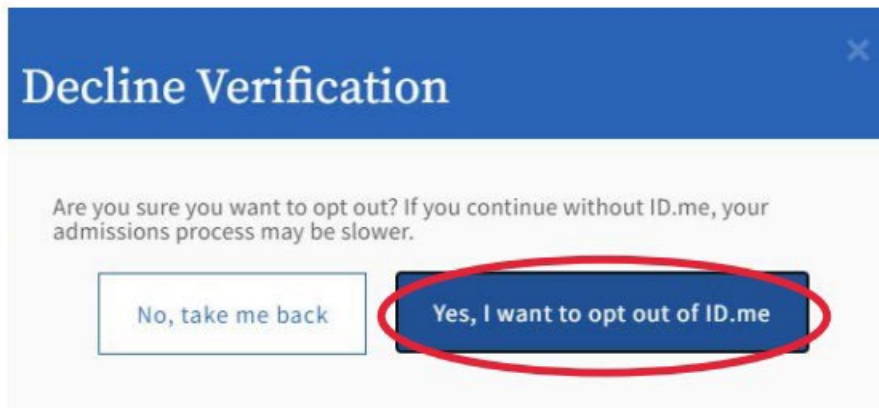 Decline Verification
Are you sure you want to opt out? If you continue without ID.me, your
admissions process may be slower.
No, take me back
Yes, I want to opt out of ID.me